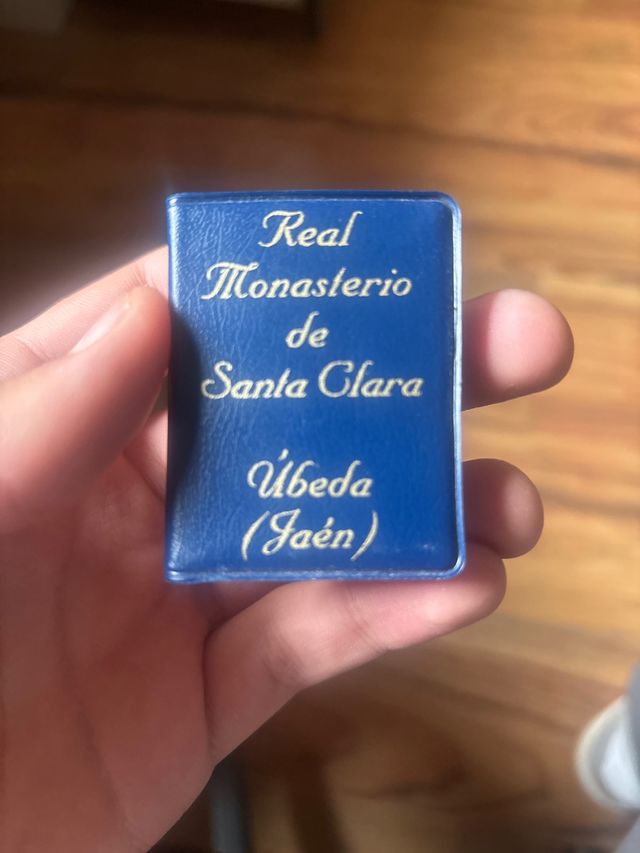 Real
Monasterio
de
Santa Clara
Úbeda
(Jaén)